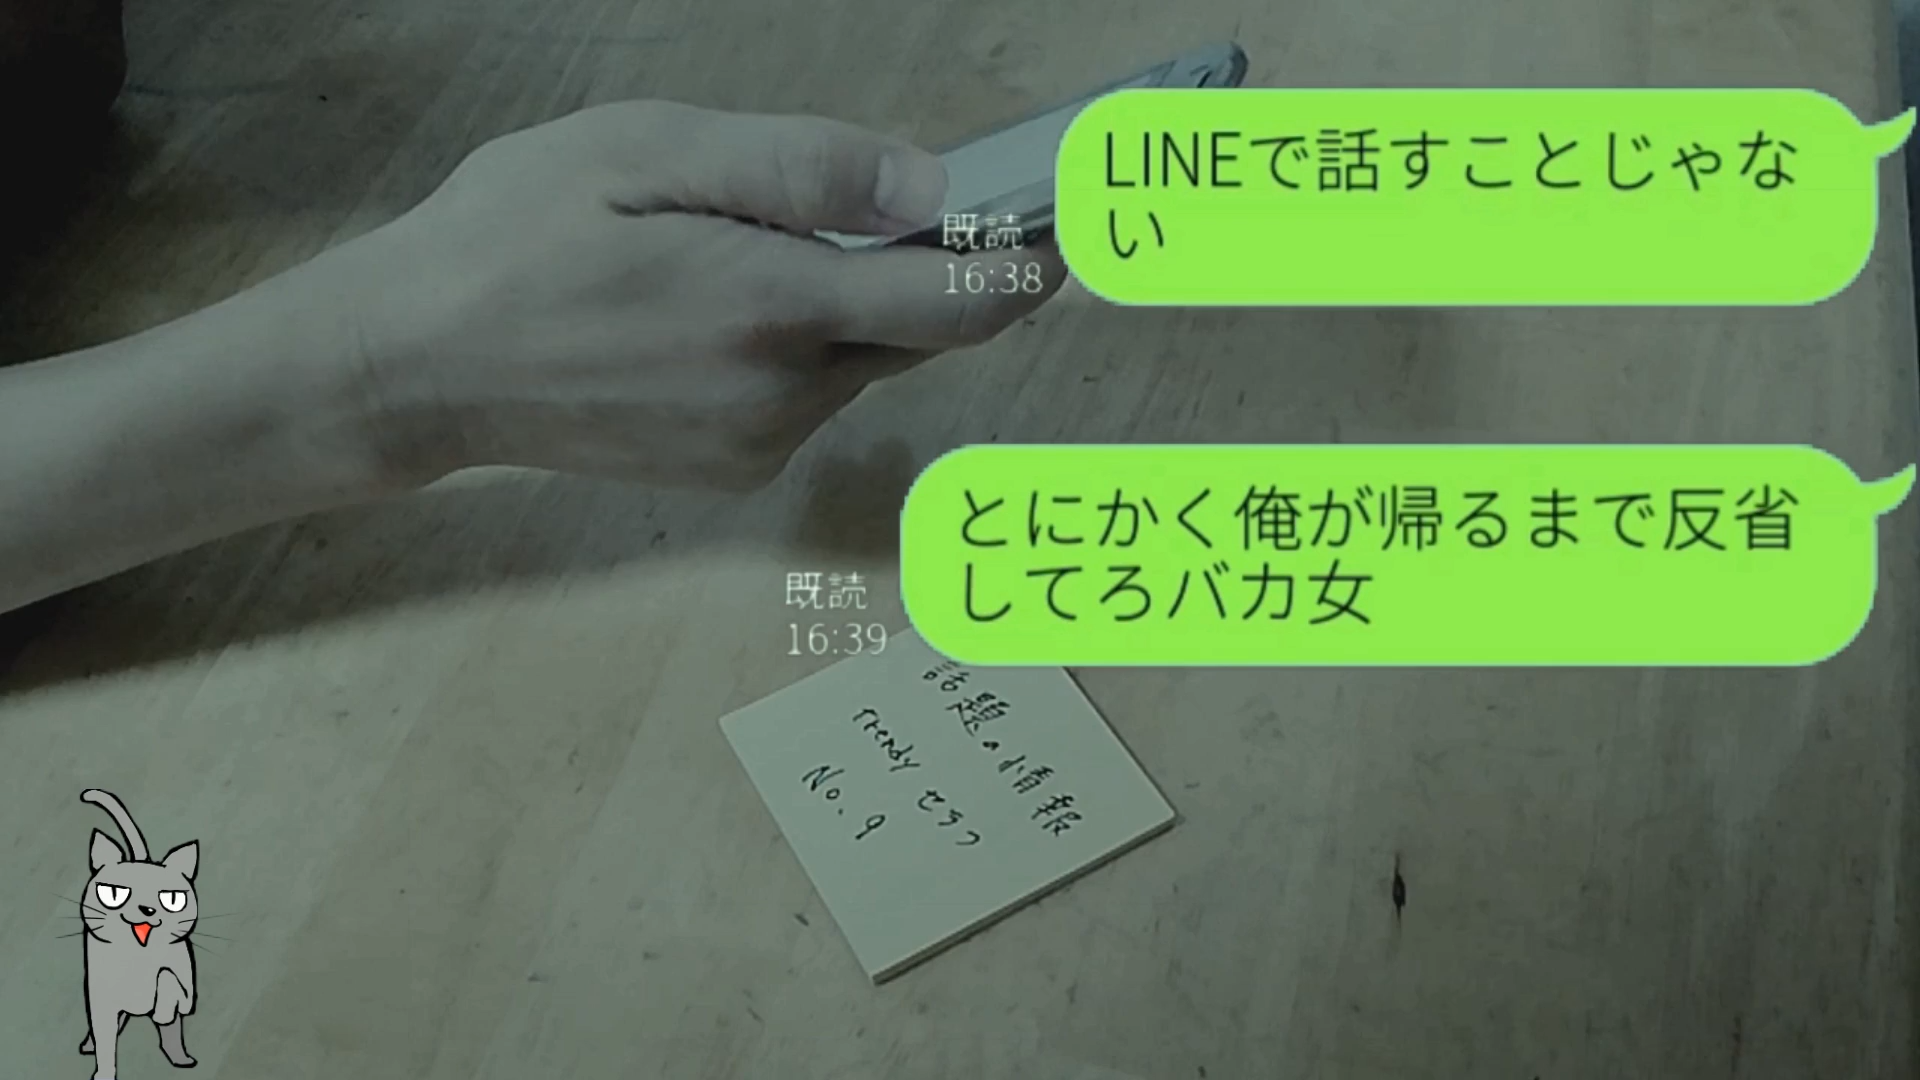 LINEで話すことじゃな
い
既読
16:38
とにかく俺が帰るまで反省
してろバカ女
既読
16:39
話題の情報
Trendy せろっ
No.9